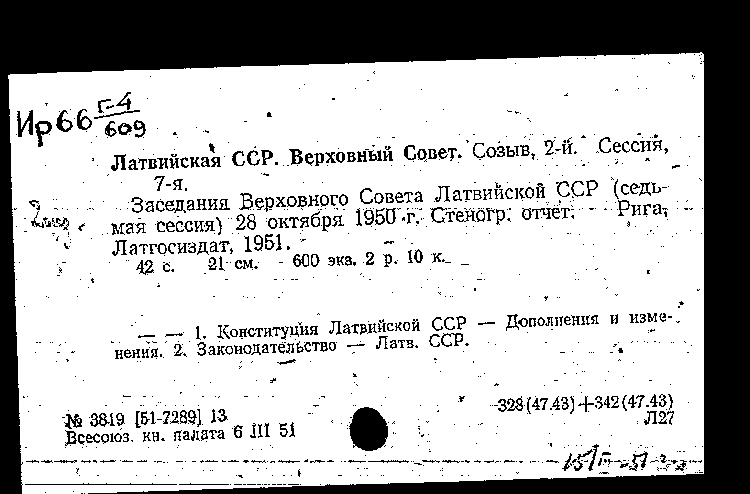 Ир66 Г-4
609
Латвийская ССР. Верховный Совет. Созыв, 2-й. Сессия,
7-я.
Заседания Верховного Совета Латвийской ССР (седь-
мая сессия) 28 октября 1950 г. Стеногр. отчет. Рига,
Латгосиздат, 1951.
42 с. 21 см. 600 экз. 2 р. 10 к.
— — 1. Конституция Латвийской ССР — Дополнения и изме-
нения. 2. Законодательство — Латв. ССР.
328(47.43)+342(47.43)
Л27
№ 3819 [51-7289] 13
Всесоюз. кн. палата 6 III 51